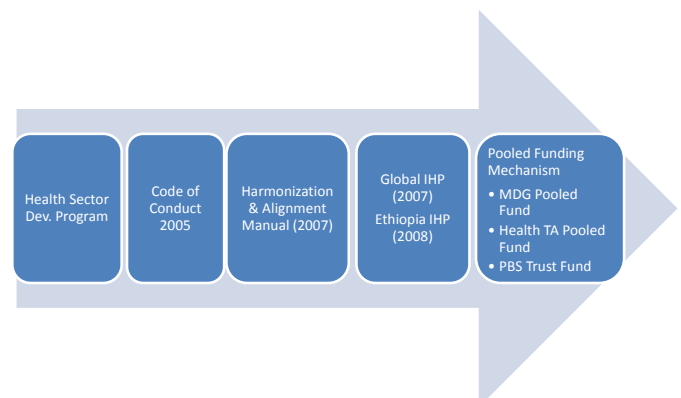 Health Sector
Dev. Program
Code of
Conduct
2005
Harmonization
& Alignment
Manual (2007)
Global IHP
(2007)
Ethiopia IHP
(2008)
Pooled Funding
Mechanism
• MDG Pooled
Fund
• Health TA Pooled
Fund
• PBS Trust Fund